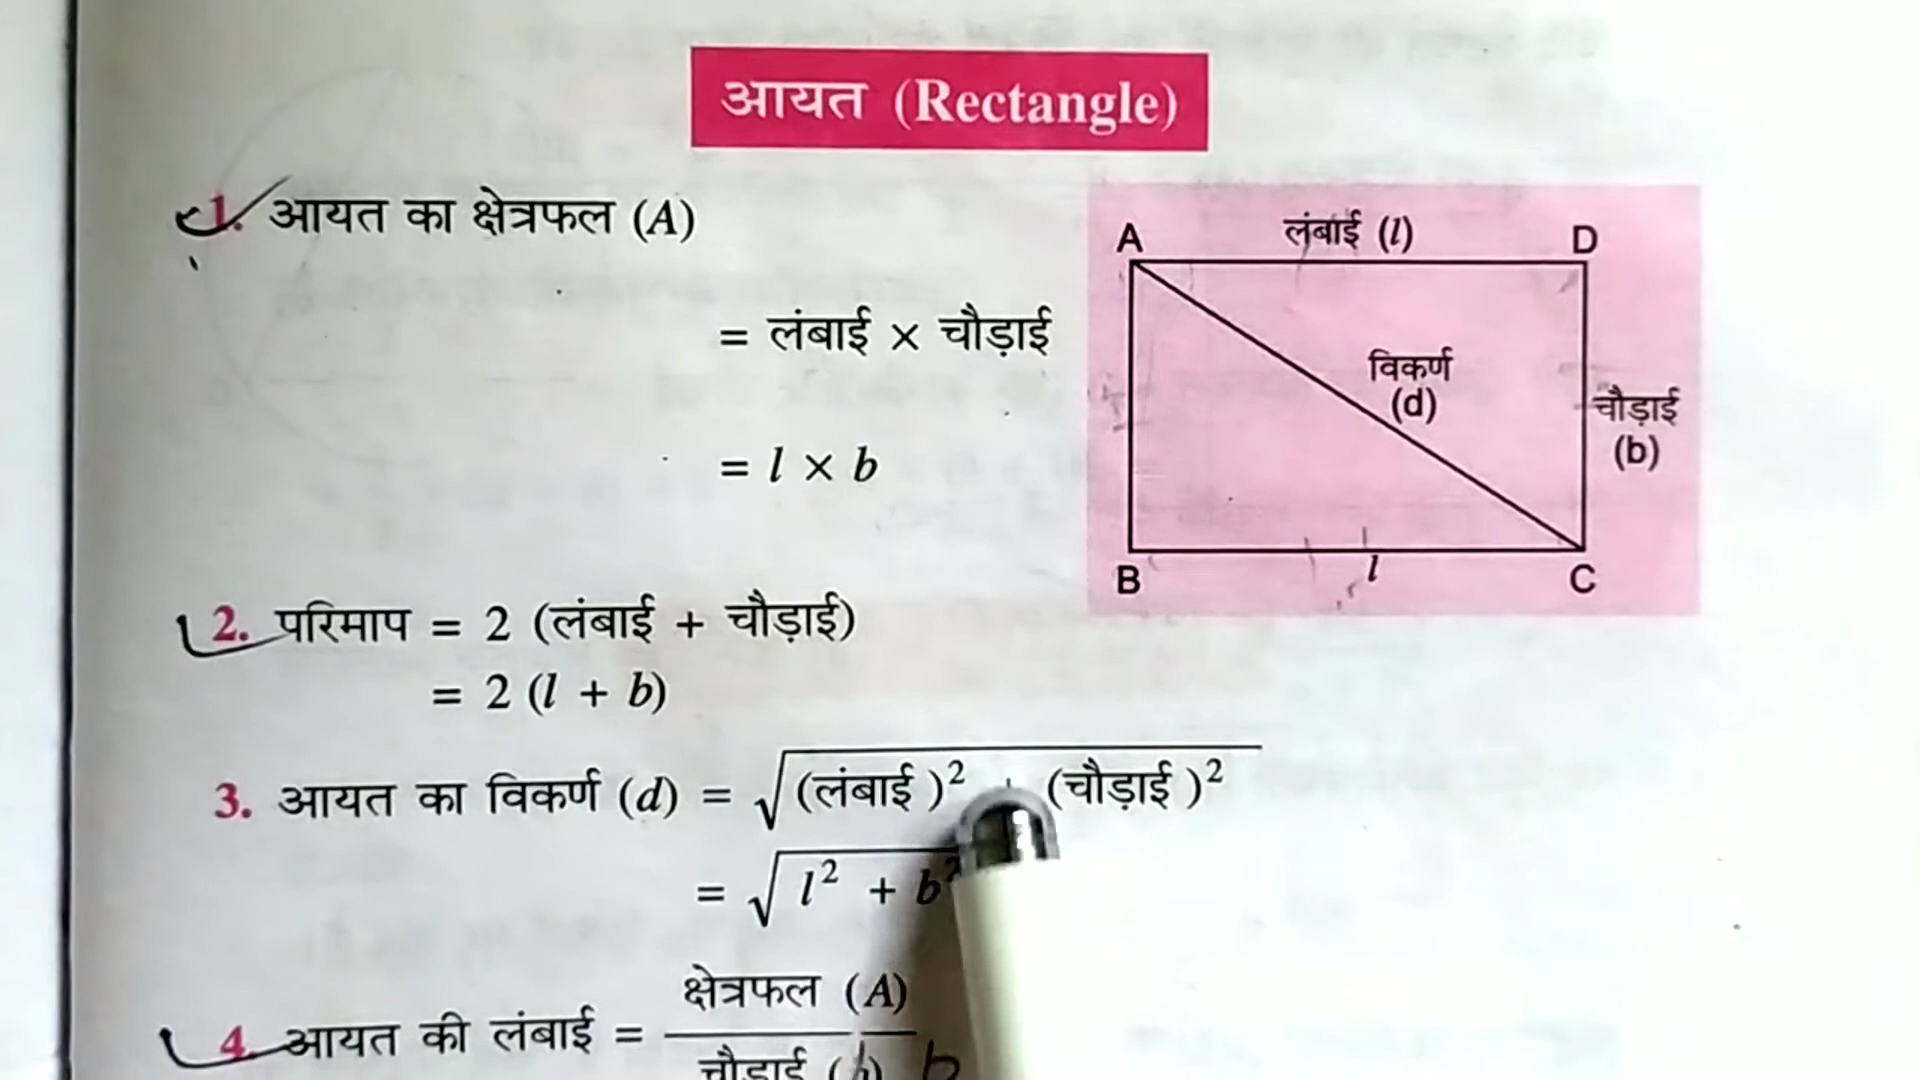 आयत (Rectangle)
1. आयत का क्षेत्रफल (A)
= लंबाई × चौड़ाई
= l × b
A लंबाई (l) D
विकर्ण
(d)
चौड़ाई
(b)
B l C
2. परिमाप = 2 (लंबाई + चौड़ाई)
= 2 (l + b)
3. आयत का विकर्ण (d) = √(लंबाई )² + (चौड़ाई )²
= √l² + b²
4. आयत की लंबाई = क्षेत्रफल (A)
चौड़ाई (b) b